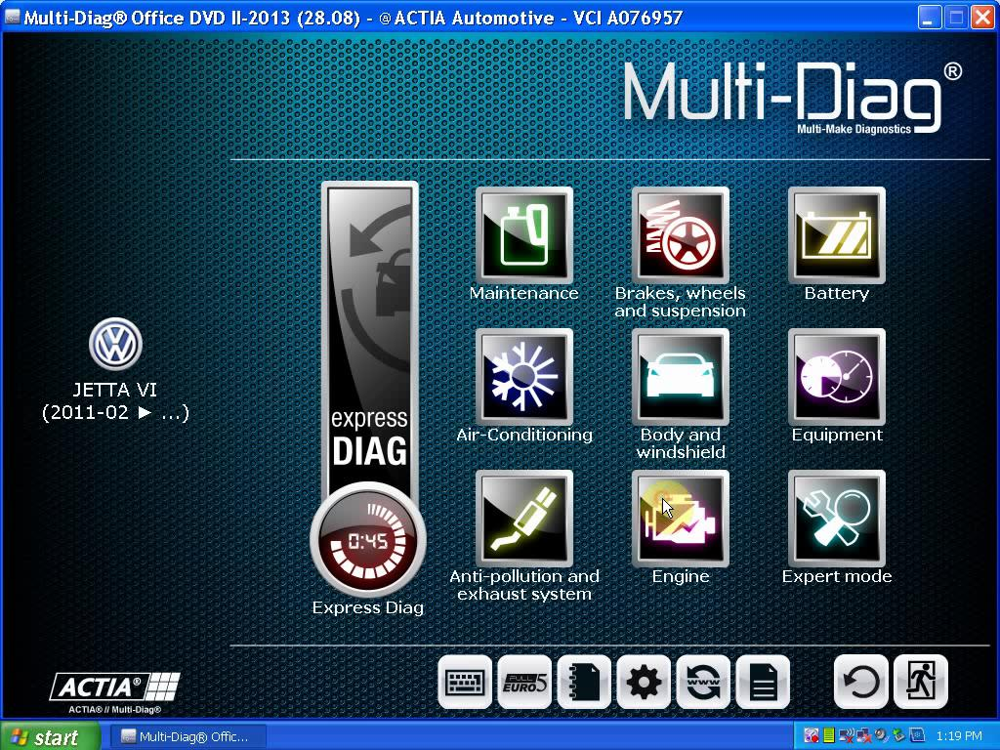 Multi-Diag® Office DVD II-2013 (28.08) - @ACTIA Automotive - VCI A076957
Multi-Diag®
Multi-Make Diagnostics
Maintenance
Brakes, wheels
and suspension
Battery
JETTA VI
(2011-02 ► ...)
express
DIAG
Air-Conditioning
Body and
windshield
Equipment
0:45
Express Diag
Anti-pollution and
exhaust system
Engine
Expert mode
ACTIA®
ACTIA® // Multi-Diag®
FULL
EURO5
WWW
start
Multi-Diag® Offic...
1:19 PM